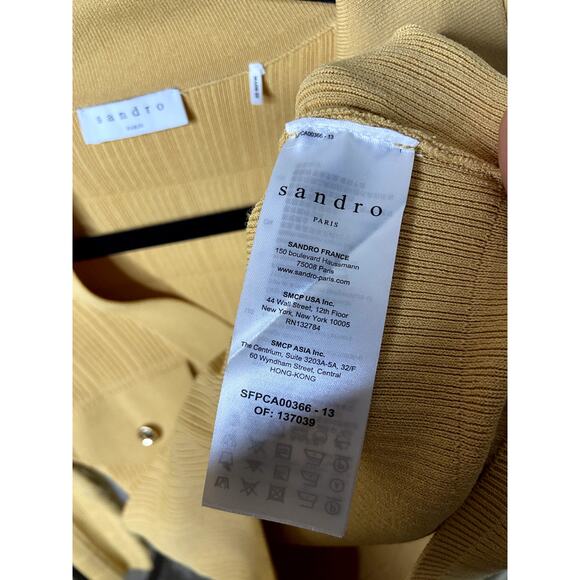 sandro
PARIS
SFPCA00366 - 13
sandro
PARIS
SANDRO FRANCE
150 boulevard Haussmann
75008 Paris
www.sandro-paris.com
SMCP USA Inc.
44 Wall Street, 12th Floor
New York, New York 10005
RN132784
SMCP ASIA Inc.
The Centrium, Suite 3203A-5A, 32/F
60 Wyndham Street, Central
HONG-KONG
SFPCA00366 - 13
OF: 137039